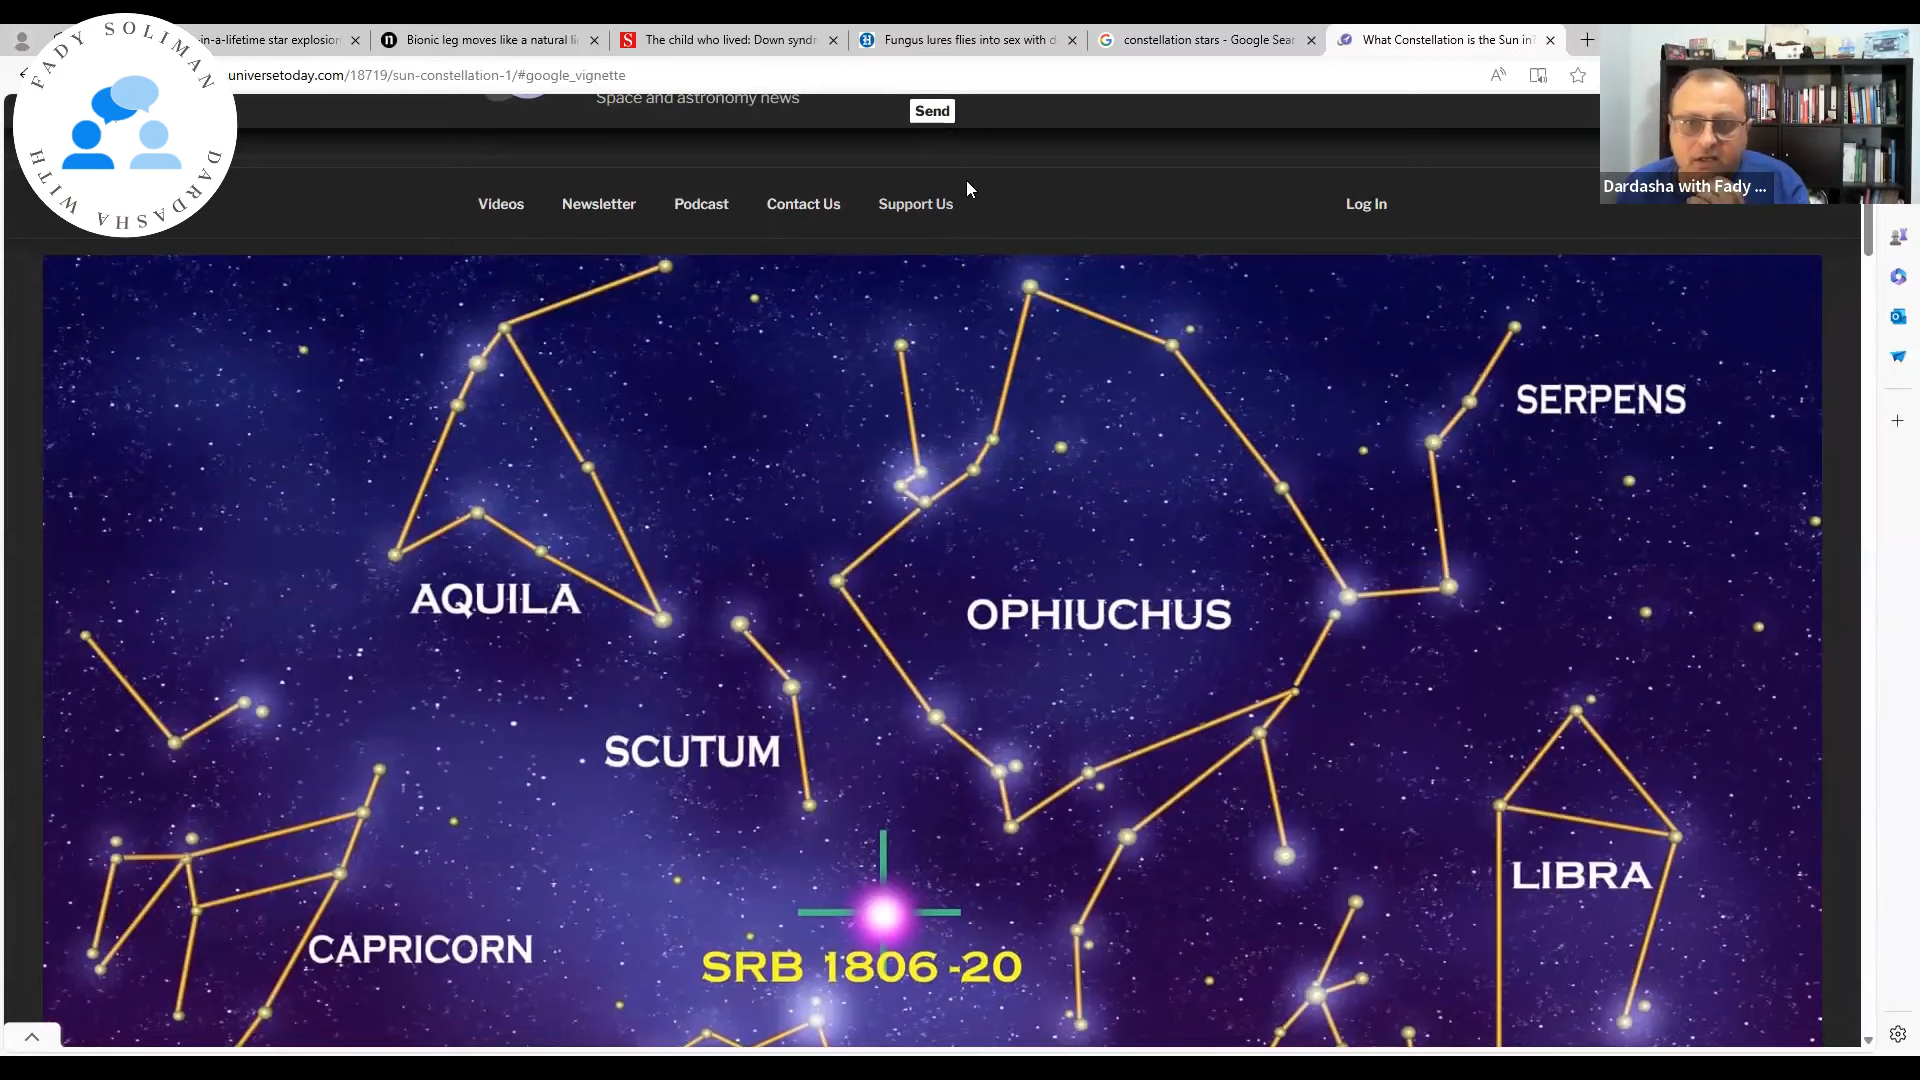 FADY SOLIMAN
DARDASHA WITH
-in-a-lifetime star explosion
Bionic leg moves like a natural li
The child who lived: Down synd
Fungus lures flies into sex with d
constellation stars - Google Sear
What Constellation is the Sun in?
universetoday.com/18719/sun-constellation-1/#google_vignette
Space and astronomy news
Send
Dardasha with Fady ...
Videos
Newsletter
Podcast
Contact Us
Support Us
Log In
SERPENS
AQUILA
OPHIUCHUS
SCUTUM
LIBRA
CAPRICORN
SRB 1806-20